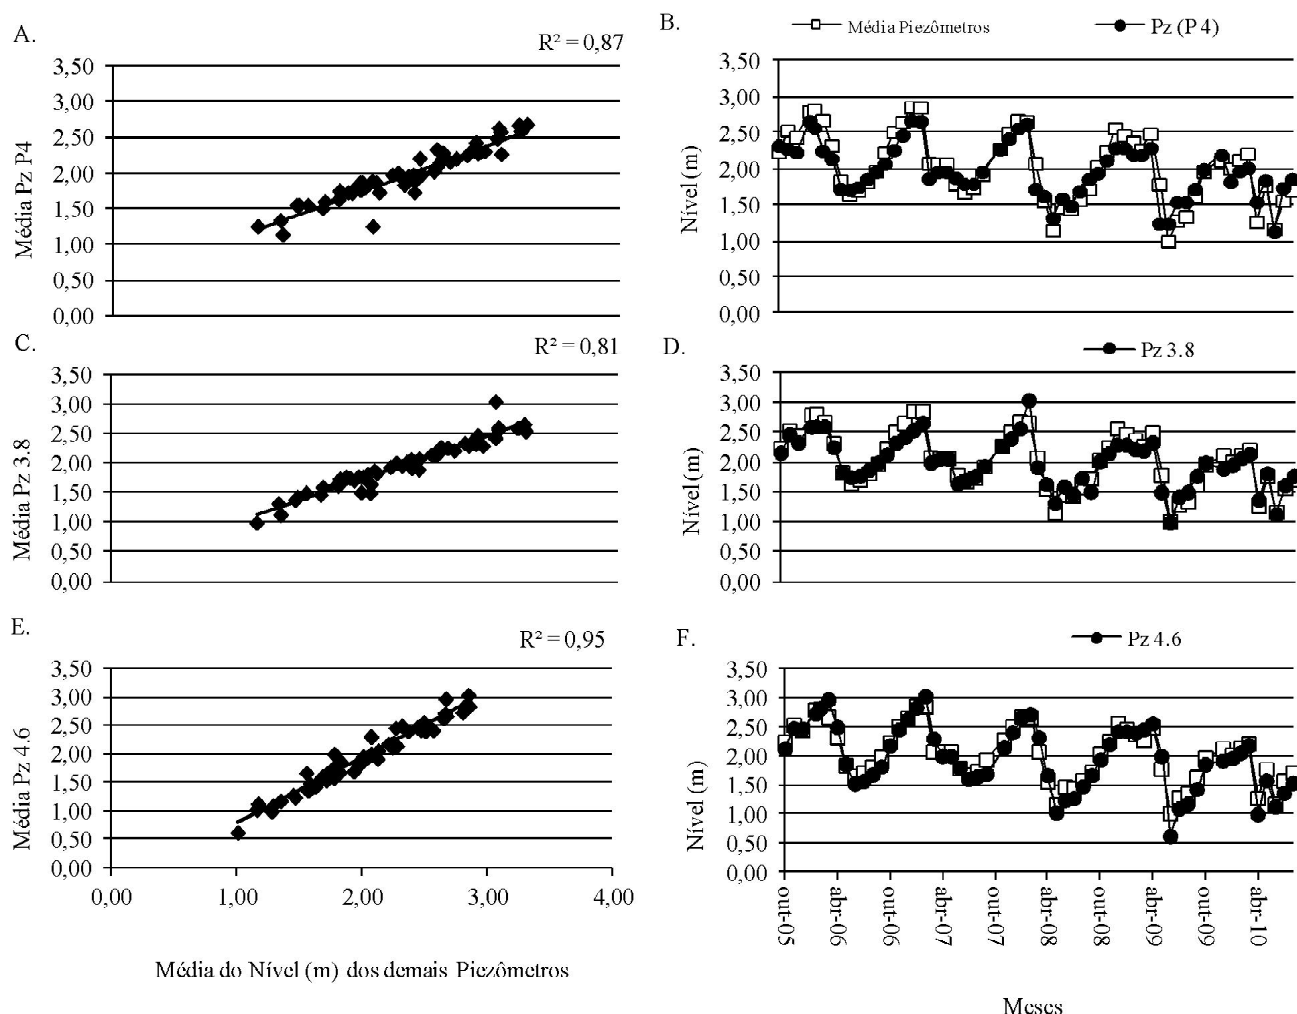 A.
R² = 0,87
3,50
3,00
2,50
2,00
1,50
1,00
0,50
0,00
Média Pz P4
B.
Média Piezômetros
Pz (P 4)
3,50
3,00
2,50
2,00
1,50
1,00
0,50
0,00
Nível (m)
C.
R² = 0,81
3,50
3,00
2,50
2,00
1,50
1,00
0,50
0,00
Média Pz 3.8
D.
Pz 3.8
3,50
3,00
2,50
2,00
1,50
1,00
0,50
0,00
Nível (m)
E.
R² = 0,95
3,50
3,00
2,50
2,00
1,50
1,00
0,50
0,00
Média Pz 4.6
0,00
1,00
2,00
3,00
4,00
Média do Nível (m) dos demais Piezômetros
F.
Pz 4.6
3,50
3,00
2,50
2,00
1,50
1,00
0,50
0,00
Nível (m)
out-05
abr-06
out-06
abr-07
out-07
abr-08
out-08
abr-09
out-09
abr-10
Meses